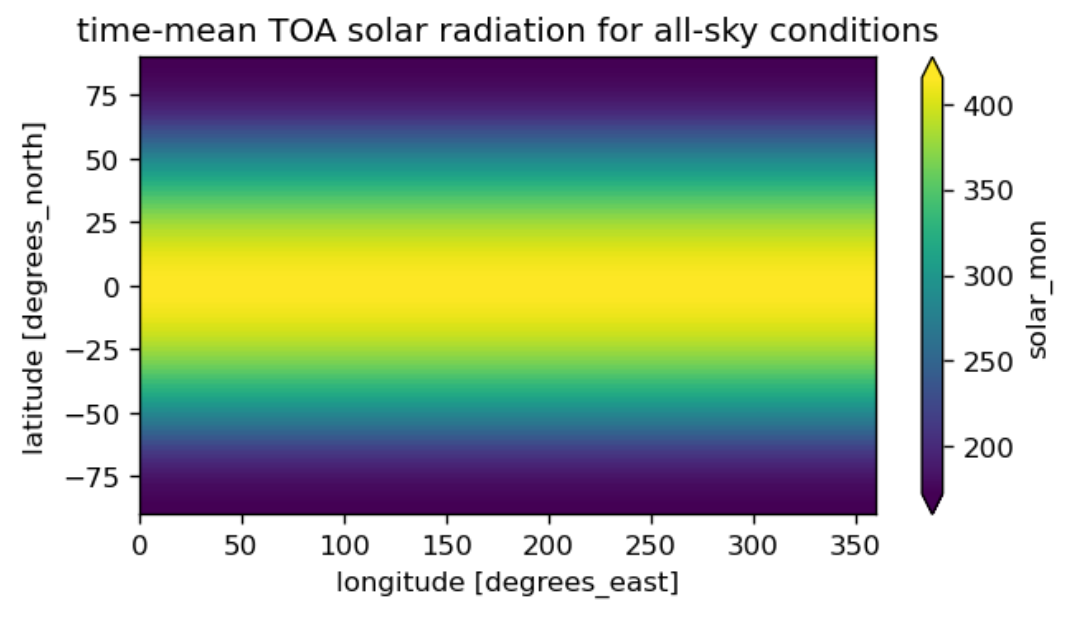 time-mean TOA solar radiation for all-sky conditions
75
50
25
0
−25
−50
−75
latitude [degrees_north]
0 50 100 150 200 250 300 350
longitude [degrees_east]
400
350
300
250
200
solar_mon